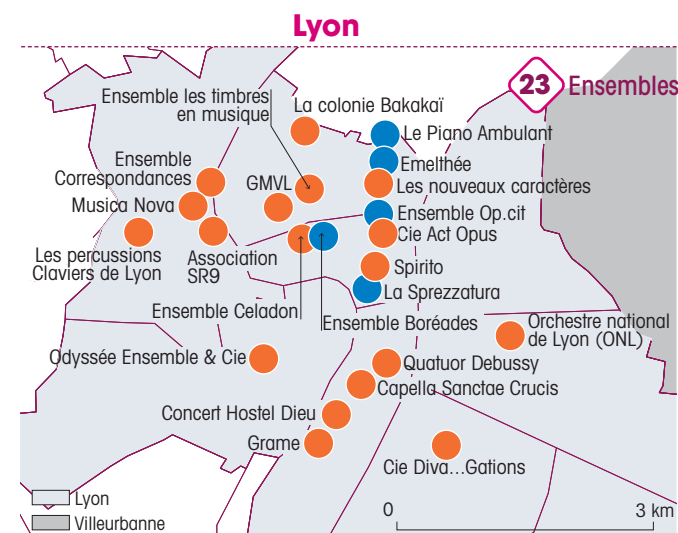 Lyon
23 Ensembles
Ensemble les timbres
en musique
La colonie Bakakaï
Le Piano Ambulant
Ensemble
Correspondances
Emelthée
GMVL
Les nouveaux caractères
Musica Nova
Ensemble Op.cit
Cie Act Opus
Les percussions
Claviers de Lyon
Association
SR9
Spirito
La Sprezzatura
Ensemble Celadon
Ensemble Boréades
Orchestre national
de Lyon (ONL)
Odyssée Ensemble & Cie
Quatuor Debussy
Capella Sanctae Crucis
Concert Hostel Dieu
Grame
Cie Diva...Gations
Lyon
Villeurbanne
0
3 km